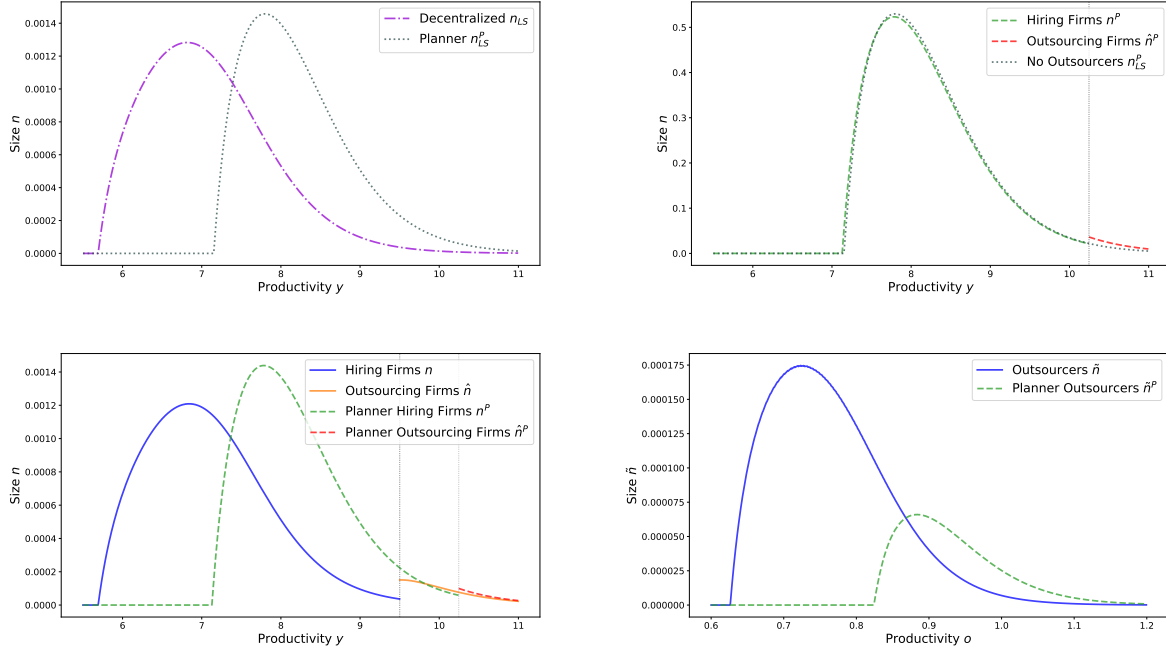 0.0014
0.0012
0.0010
0.0008
0.0006
0.0004
0.0002
0.0000
Size n
6 7 8 9 10 11
Productivity y
Decentralized n_LS
Planner n^P_LS
0.5
0.4
0.3
0.2
0.1
0.0
Size n
6 7 8 9 10 11
Productivity y
Hiring Firms n^P
Outsourcing Firms n̂^P
No Outsourcers n^P_LS
0.0014
0.0012
0.0010
0.0008
0.0006
0.0004
0.0002
0.0000
Size n
6 7 8 9 10 11
Productivity y
Hiring Firms n
Outsourcing Firms n̂
Planner Hiring Firms n^P
Planner Outsourcing Firms n̂^P
0.000175
0.000150
0.000125
0.000100
0.000075
0.000050
0.000025
0.000000
Size ñ
0.6 0.7 0.8 0.9 1.0 1.1 1.2
Productivity o
Outsourcers ñ
Planner Outsourcers ñ^P